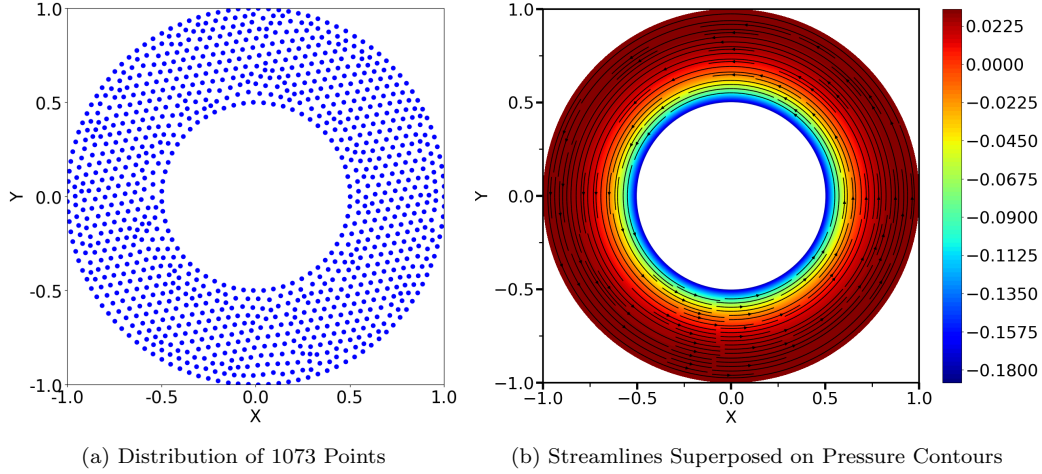 1.0
0.5
0.0
-0.5
-1.0
Y
-1.0 -0.5 0.0 0.5 1.0
X
(a) Distribution of 1073 Points
1.0
0.5
0.0
−0.5
−1.0
Y
−1.0 −0.5 0.0 0.5 1.0
X
0.0225
0.0000
−0.0225
−0.0450
−0.0675
−0.0900
−0.1125
−0.1350
−0.1575
−0.1800
(b) Streamlines Superposed on Pressure Contours